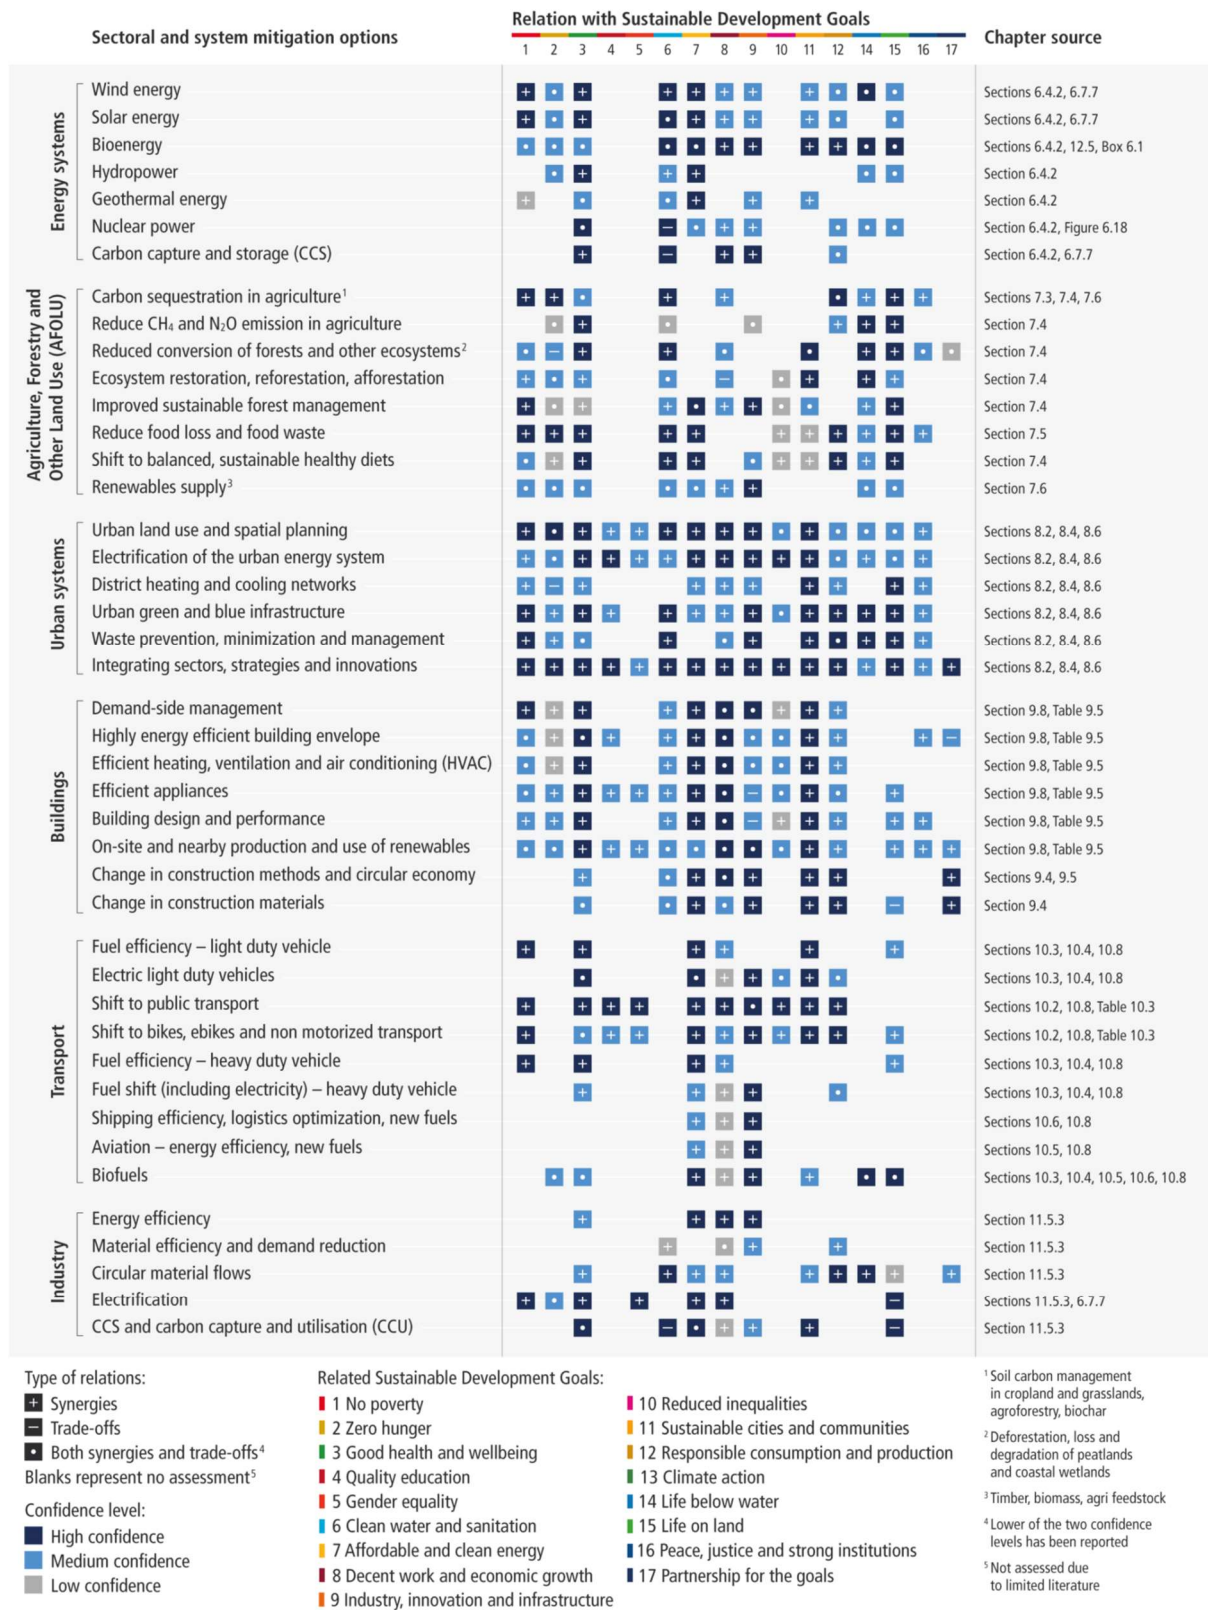 Relation with Sustainable Development Goals
Sectoral and system mitigation options
1 2 3 4 5 6 7 8 9 10 11 12 14 15 16 17
Chapter source
Energy systems
Wind energy
Sections 6.4.2, 6.7.7
Solar energy
Sections 6.4.2, 6.7.7
Bioenergy
Sections 6.4.2, 12.5, Box 6.1
Hydropower
Section 6.4.2
Geothermal energy
Section 6.4.2
Nuclear power
Section 6.4.2, Figure 6.18
Carbon capture and storage (CCS)
Section 6.4.2, 6.7.7
Agriculture, Forestry and
Other Land Use (AFOLU)
Carbon sequestration in agriculture¹
Sections 7.3, 7.4, 7.6
Reduce CH₄ and N₂O emission in agriculture
Section 7.4
Reduced conversion of forests and other ecosystems²
Section 7.4
Ecosystem restoration, reforestation, afforestation
Section 7.4
Improved sustainable forest management
Section 7.4
Reduce food loss and food waste
Section 7.5
Shift to balanced, sustainable healthy diets
Section 7.4
Renewables supply³
Section 7.6
Urban systems
Urban land use and spatial planning
Sections 8.2, 8.4, 8.6
Electrification of the urban energy system
Sections 8.2, 8.4, 8.6
District heating and cooling networks
Sections 8.2, 8.4, 8.6
Urban green and blue infrastructure
Sections 8.2, 8.4, 8.6
Waste prevention, minimization and management
Sections 8.2, 8.4, 8.6
Integrating sectors, strategies and innovations
Sections 8.2, 8.4, 8.6
Buildings
Demand-side management
Section 9.8, Table 9.5
Highly energy efficient building envelope
Section 9.8, Table 9.5
Efficient heating, ventilation and air conditioning (HVAC)
Section 9.8, Table 9.5
Efficient appliances
Section 9.8, Table 9.5
Building design and performance
Section 9.8, Table 9.5
On-site and nearby production and use of renewables
Section 9.8, Table 9.5
Change in construction methods and circular economy
Sections 9.4, 9.5
Change in construction materials
Section 9.4
Transport
Fuel efficiency – light duty vehicle
Sections 10.3, 10.4, 10.8
Electric light duty vehicles
Sections 10.3, 10.4, 10.8
Shift to public transport
Sections 10.2, 10.8, Table 10.3
Shift to bikes, ebikes and non motorized transport
Sections 10.2, 10.8, Table 10.3
Fuel efficiency – heavy duty vehicle
Sections 10.3, 10.4, 10.8
Fuel shift (including electricity) – heavy duty vehicle
Sections 10.3, 10.4, 10.8
Shipping efficiency, logistics optimization, new fuels
Sections 10.6, 10.8
Aviation – energy efficiency, new fuels
Sections 10.5, 10.8
Biofuels
Sections 10.3, 10.4, 10.5, 10.6, 10.8
Industry
Energy efficiency
Section 11.5.3
Material efficiency and demand reduction
Section 11.5.3
Circular material flows
Section 11.5.3
Electrification
Sections 11.5.3, 6.7.7
CCS and carbon capture and utilisation (CCU)
Section 11.5.3
Type of relations:
Synergies
Trade-offs
Both synergies and trade-offs⁴
Blanks represent no assessment⁵
Confidence level:
High confidence
Medium confidence
Low confidence
Related Sustainable Development Goals:
1 No poverty
2 Zero hunger
3 Good health and wellbeing
4 Quality education
5 Gender equality
6 Clean water and sanitation
7 Affordable and clean energy
8 Decent work and economic growth
9 Industry, innovation and infrastructure
10 Reduced inequalities
11 Sustainable cities and communities
12 Responsible consumption and production
13 Climate action
14 Life below water
15 Life on land
16 Peace, justice and strong institutions
17 Partnership for the goals
¹ Soil carbon management
in cropland and grasslands,
agroforestry, biochar
² Deforestation, loss and
degradation of peatlands
and coastal wetlands
³ Timber, biomass, agri feedstock
⁴ Lower of the two confidence
levels has been reported
⁵ Not assessed due
to limited literature